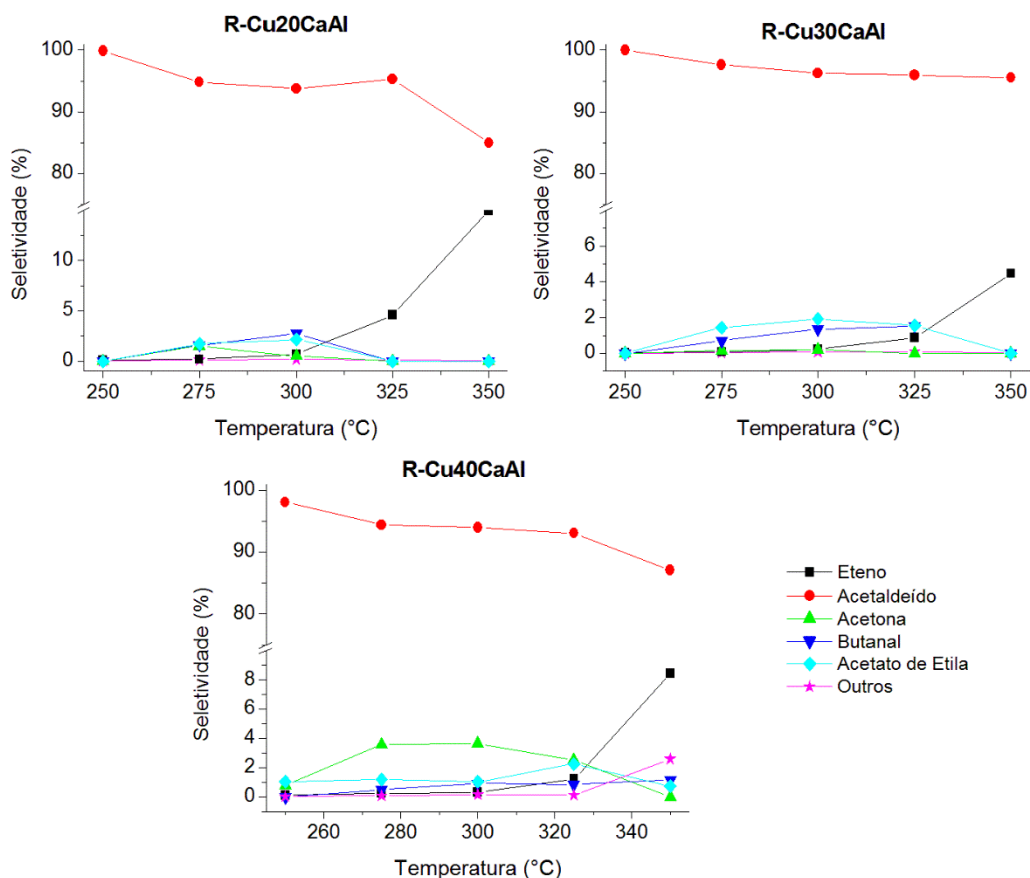 R-Cu20CaAl
100
90
80
10
5
0
Seletividade (%)
250 275 300 325 350
Temperatura (°C)
R-Cu30CaAl
100
90
80
6
4
2
0
Seletividade (%)
250 275 300 325 350
Temperatura (°C)
R-Cu40CaAl
100
90
80
8
6
4
2
0
Seletividade (%)
260 280 300 320 340
Temperatura (°C)
Eteno
Acetaldeído
Acetona
Butanal
Acetato de Etila
Outros